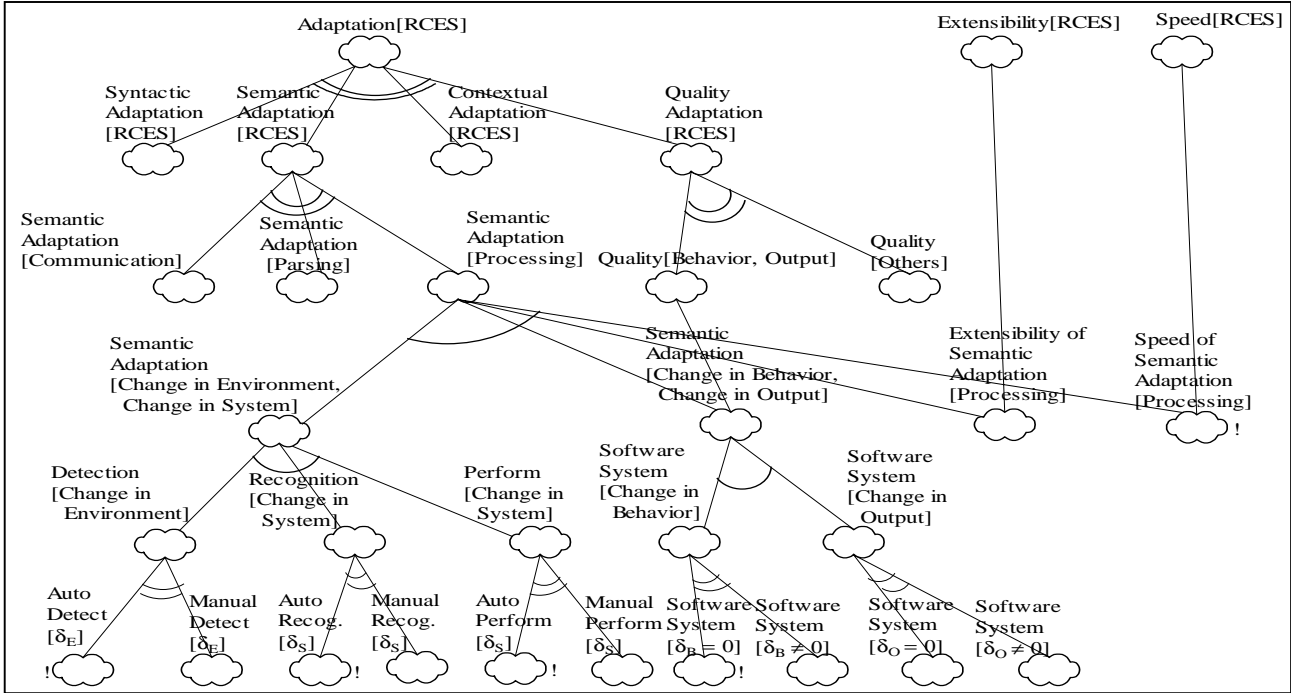 Adaptation[RCES]
Extensibility[RCES]
Speed[RCES]
Syntactic
Adaptation
[RCES]
Semantic
Adaptation
[RCES]
Contextual
Adaptation
[RCES]
Quality
Adaptation
[RCES]
Semantic
Adaptation
[Communication]
Semantic
Adaptation
[Parsing]
Semantic
Adaptation
[Processing]
Quality[Behavior, Output]
Quality
[Others]
Semantic
Adaptation
[Change in Environment,
Change in System]
Semantic
Adaptation
[Change in Behavior,
Change in Output]
Extensibility of
Semantic
Adaptation
[Processing]
Speed of
Semantic
Adaptation
[Processing]
!
Detection
[Change in
Environment]
Recognition
[Change in
System]
Perform
[Change in
System]
Software
System
[Change in
Behavior]
Software
System
[Change in
Output]
Auto
Detect
[δE]
!
Manual
Detect
[δE]
Auto
Recog.
[δS]
!
Manual
Recog.
[δS]
Auto
Perform
[δS]
!
Manual
Perform
[δS]
Software
System
[δB = 0]
!
Software
System
[δB ≠ 0]
Software
System
[δO = 0]
Software
System
[δO ≠ 0]